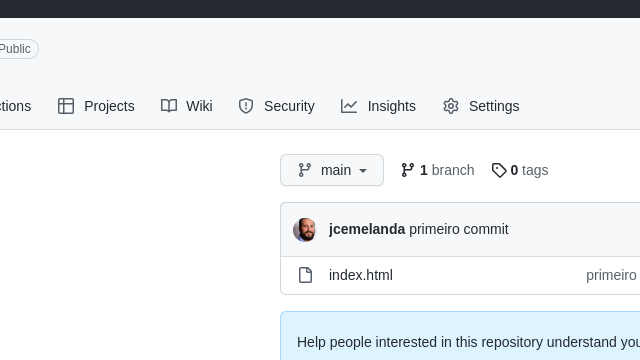 Public
ctions Projects Wiki Security Insights Settings
main 1 branch 0 tags
jcemelanda primeiro commit
index.html primeiro
Help people interested in this repository understand you